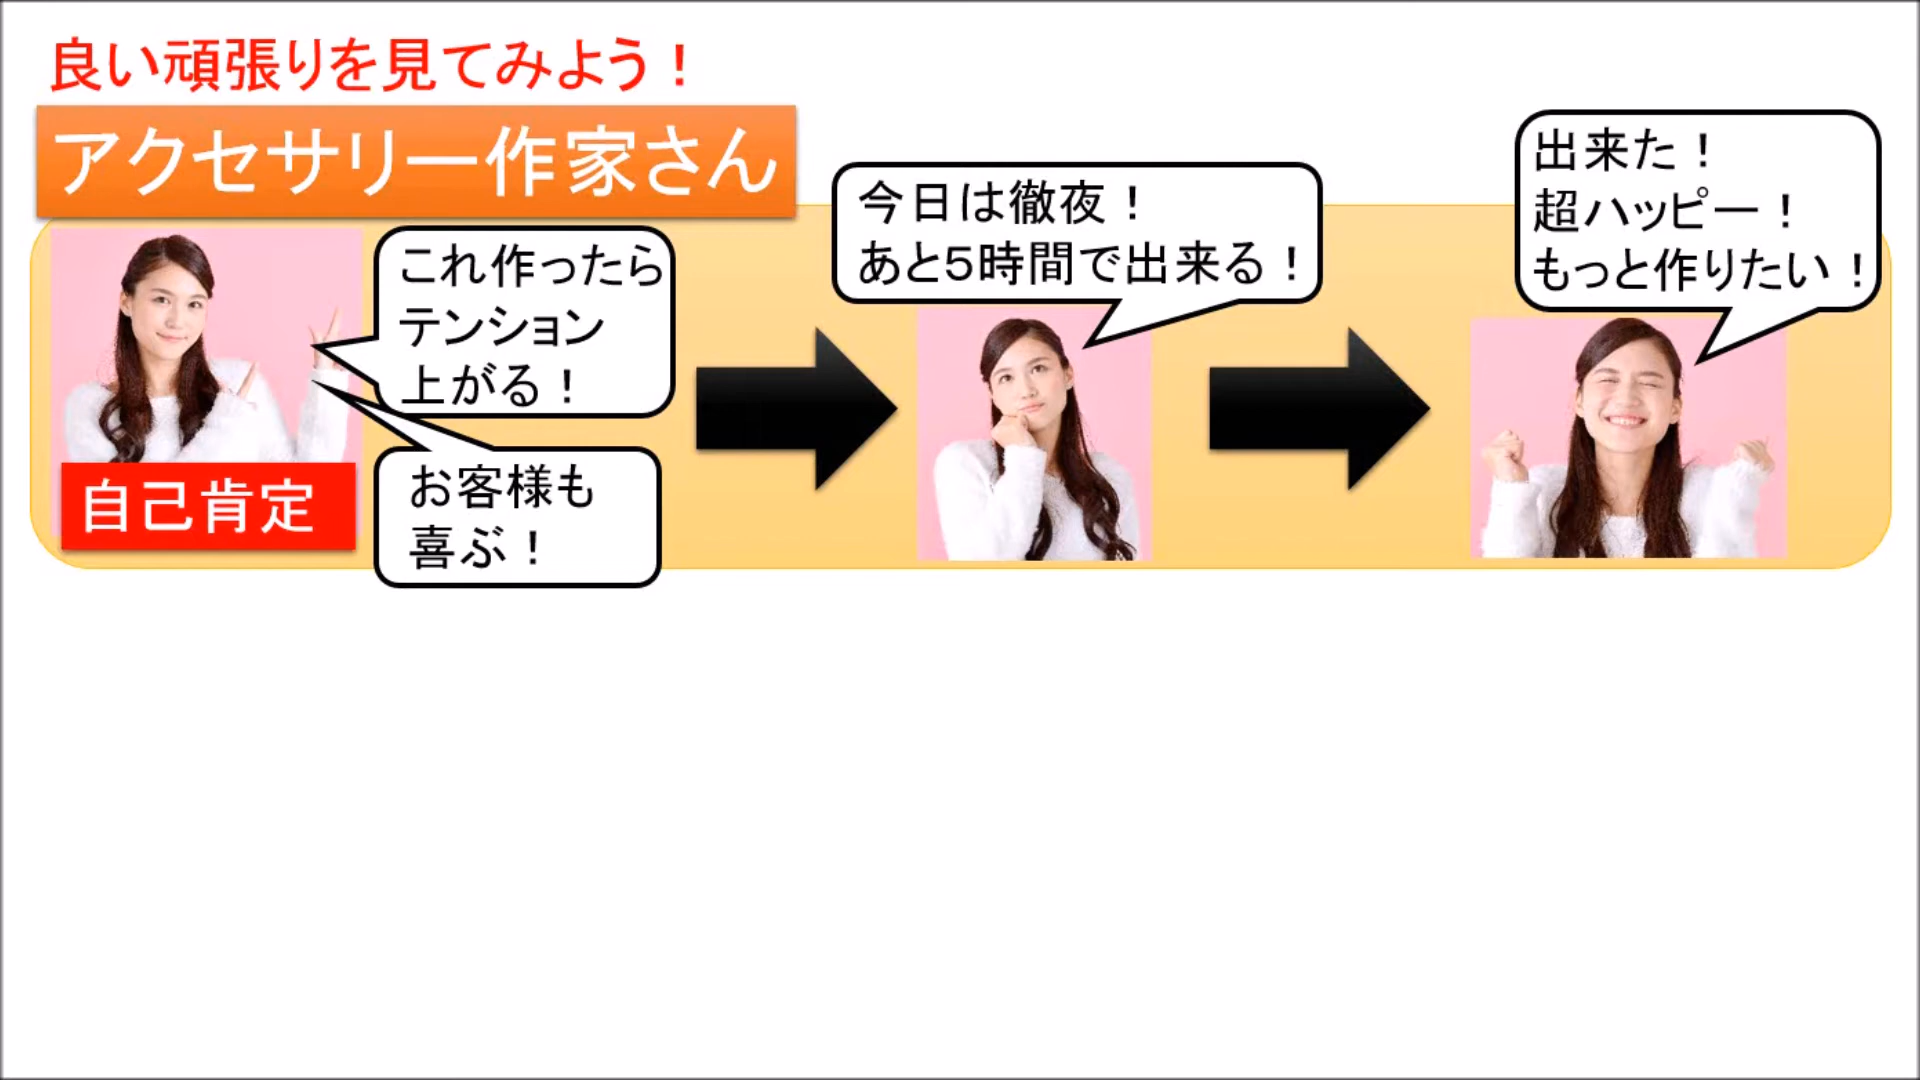 良い頑張りを見てみよう！
アクセサリー作家さん
これ作ったら
テンション
上がる！
お客様も
喜ぶ！
自己肯定
今日は徹夜！
あと５時間で出来る！
出来た！
超ハッピー！
もっと作りたい！